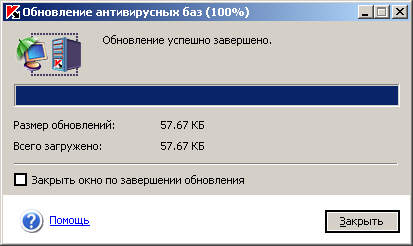 Обновление антивирусных баз (100%)
Обновление успешно завершено.
Размер обновлений: 57.67 КБ
Всего загружено: 57.67 КБ
Закрыть окно по завершении обновления
Помощь
Закрыть